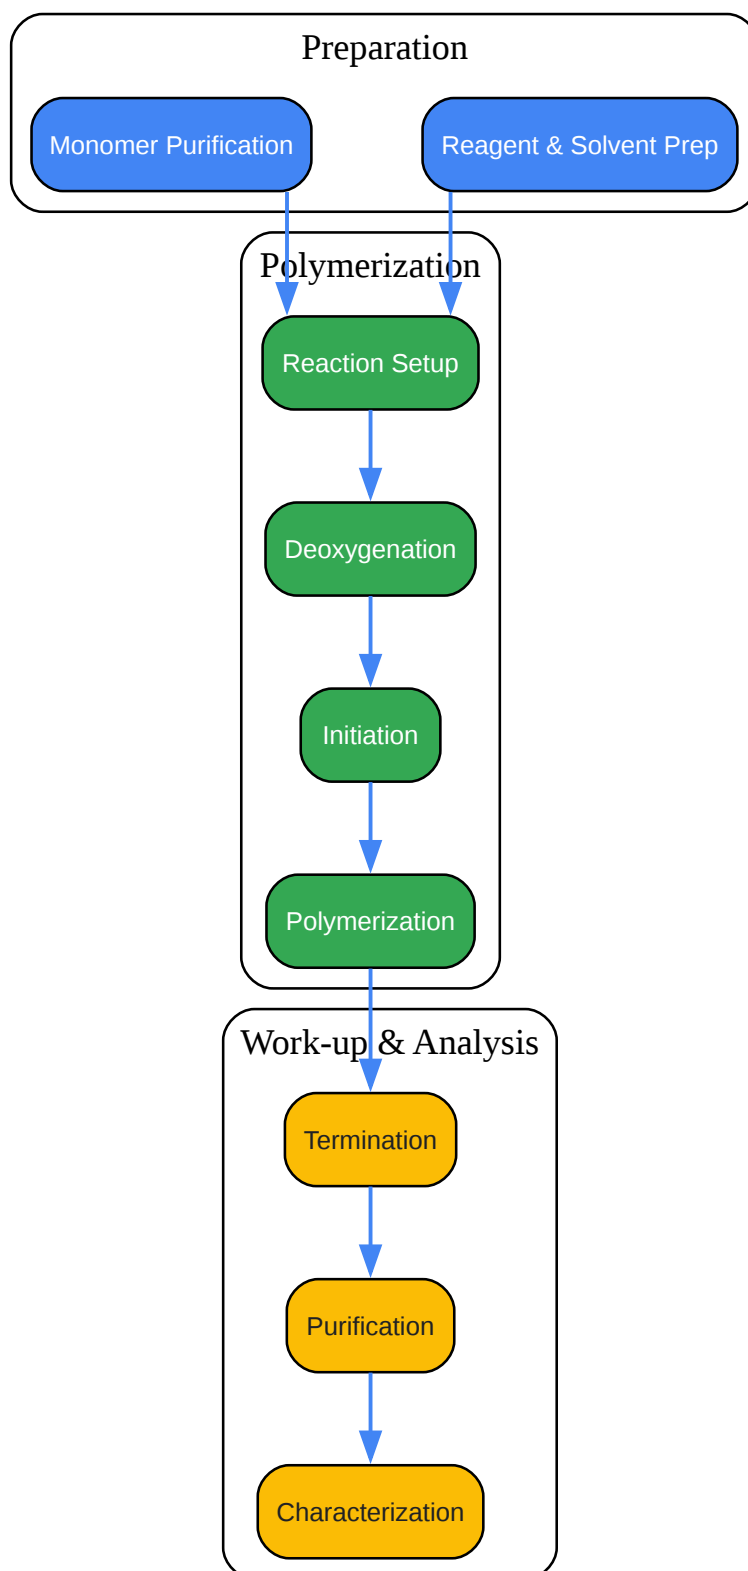 Preparation
Monomer Purification
Reagent & Solvent Prep
Polymerization
Reaction Setup
Deoxygenation
Initiation
Polymerization
Work-up & Analysis
Termination
Purification
Characterization